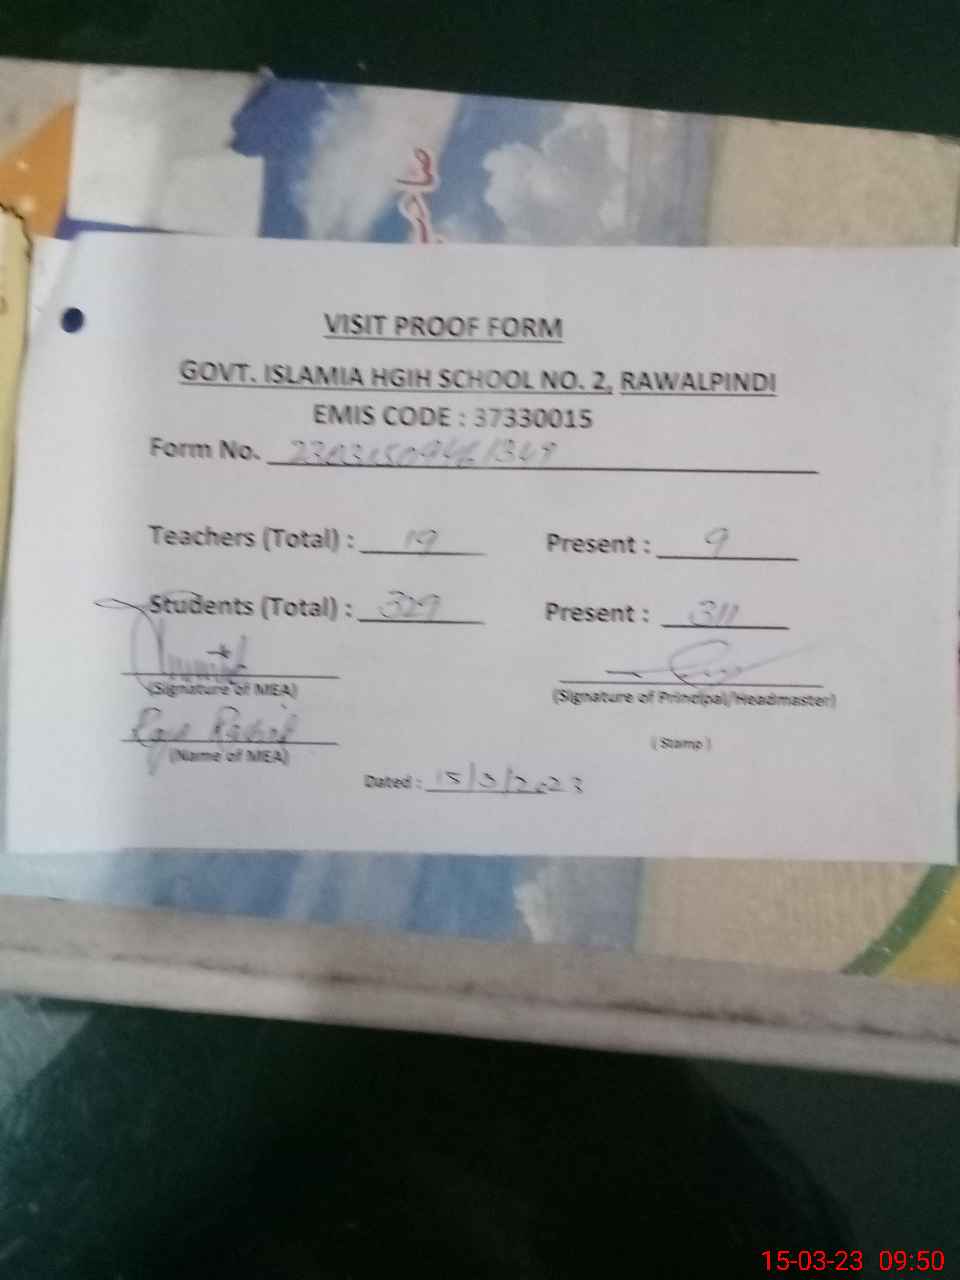 VISIT PROOF FORM
GOVT. ISLAMIA HGIH SCHOOL NO. 2, RAWALPINDI
EMIS CODE : 37330015
Form No.
Teachers (Total) : 19 Present : 9
Students (Total) : 329 Present : 311
(Signature of MEA) (Signature of Principal/Headmaster)
(Name of MEA) ( Stamp )
Dated : 15/3/2023
15-03-23 09:50